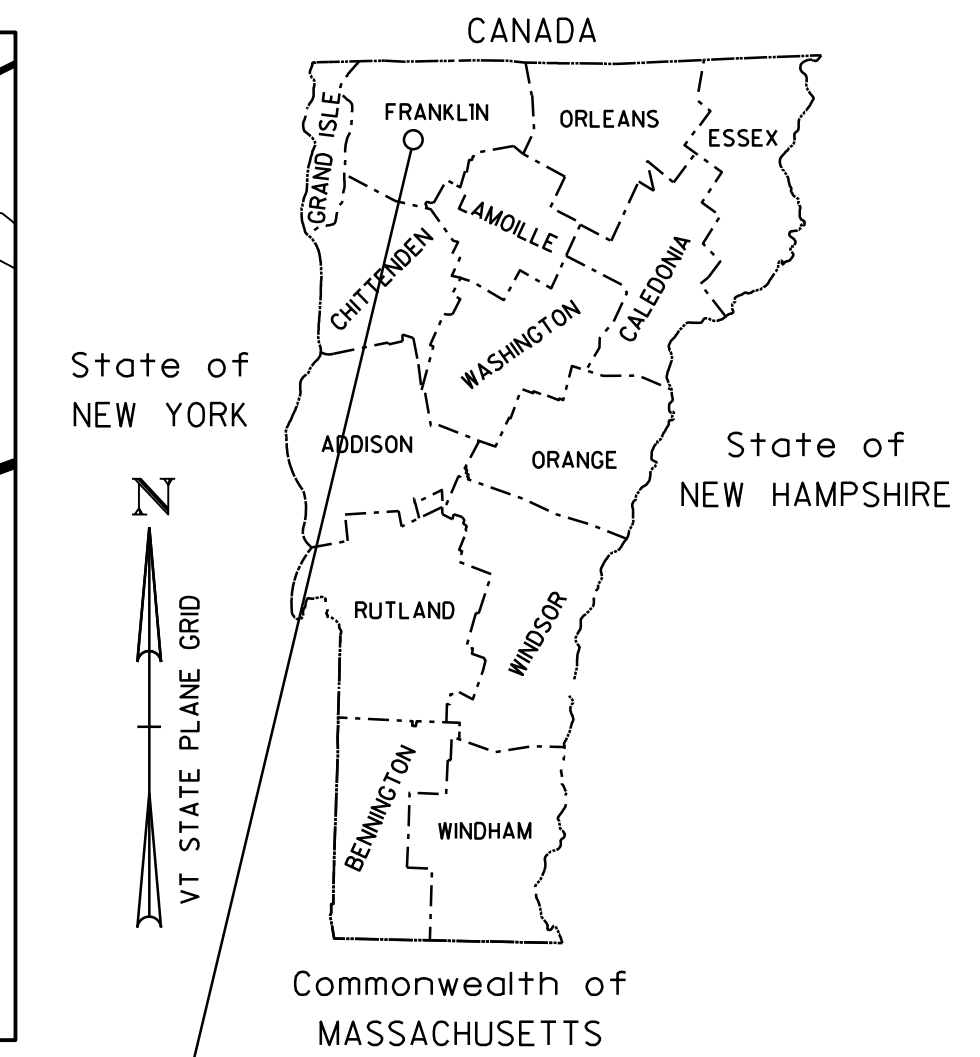 CANADA
FRANKLIN
ORLEANS
ESSEX
GRAND ISLE
LAMOILLE
CHITTENDEN
CALEDONIA
WASHINGTON
State of
NEW YORK
ADDISON
ORANGE
State of
NEW HAMPSHIRE
N
VT STATE PLANE GRID
RUTLAND
WINDSOR
BENNINGTON
WINDHAM
Commonwealth of
MASSACHUSETTS